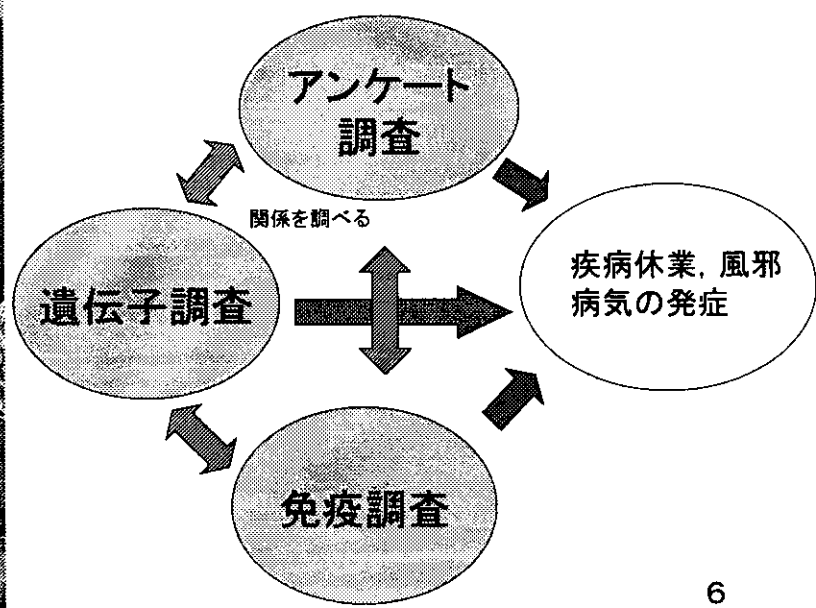 アンケート
調査
関係を調べる
遺伝子調査
疾病休業, 風邪
病気の発症
免疫調査
6